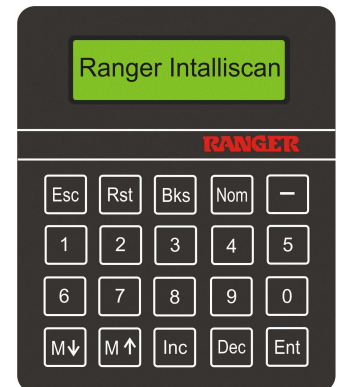 Ranger Intalliscan
RANGER
Esc Rst Bks Nom –
1 2 3 4 5
6 7 8 9 0
M↓ M↑ Inc Dec Ent